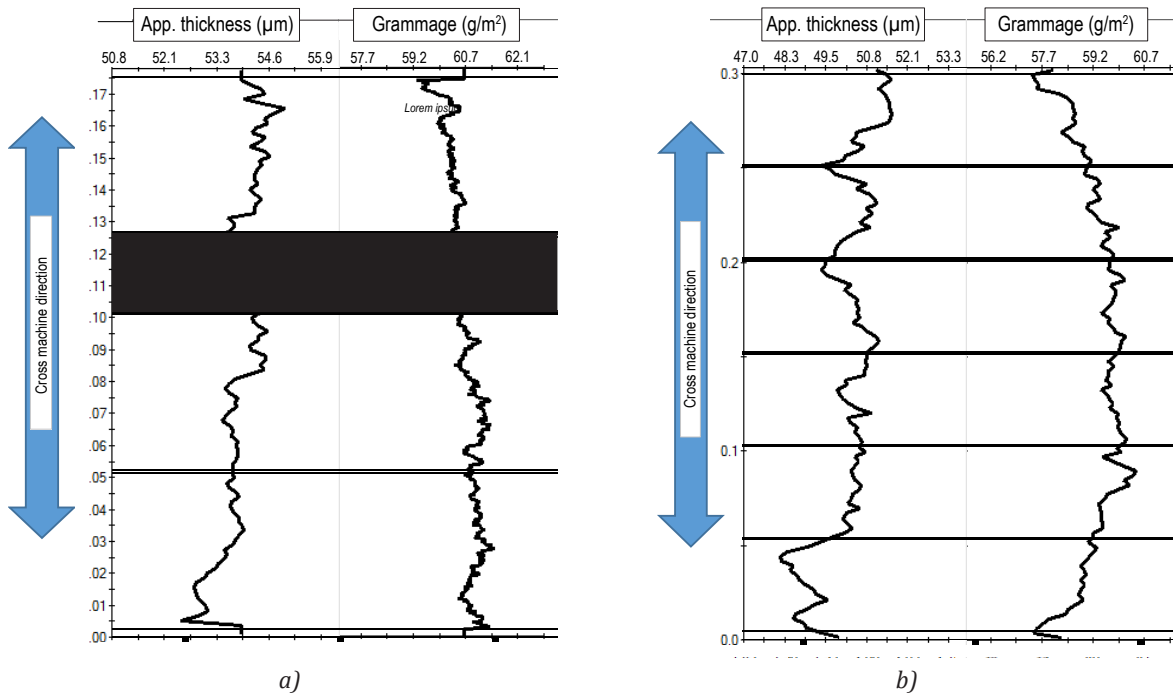 App. thickness (µm) Grammage (g/m²)
50.8 52.1 53.3 54.6 55.9 57.7 59.2 60.7 62.1
.17
.16
.15
.14
.13
.12
.11
.10
.09
.08
.07
.06
.05
.04
.03
.02
.01
.00
Lorem ipsu
Cross machine direction
a)
App. thickness (µm) Grammage (g/m²)
47.0 48.3 49.5 50.8 52.1 53.3 56.2 57.7 59.2 60.7
0.3
0.2
0.1
0.0
Cross machine direction
b)